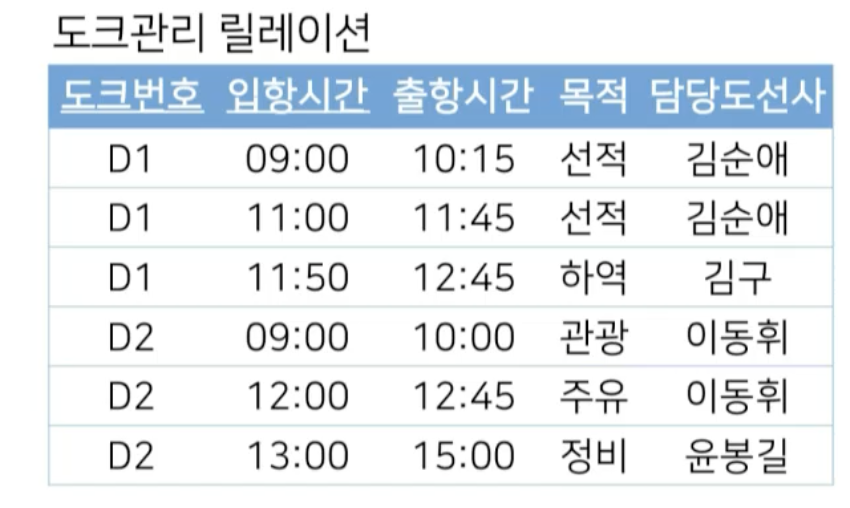 도크관리 릴레이션
도크번호 입항시간 출항시간 목적 담당도선사
D1 09:00 10:15 선적 김순애
D1 11:00 11:45 선적 김순애
D1 11:50 12:45 하역 김구
D2 09:00 10:00 관광 이동휘
D2 12:00 12:45 주유 이동휘
D2 13:00 15:00 정비 윤봉길